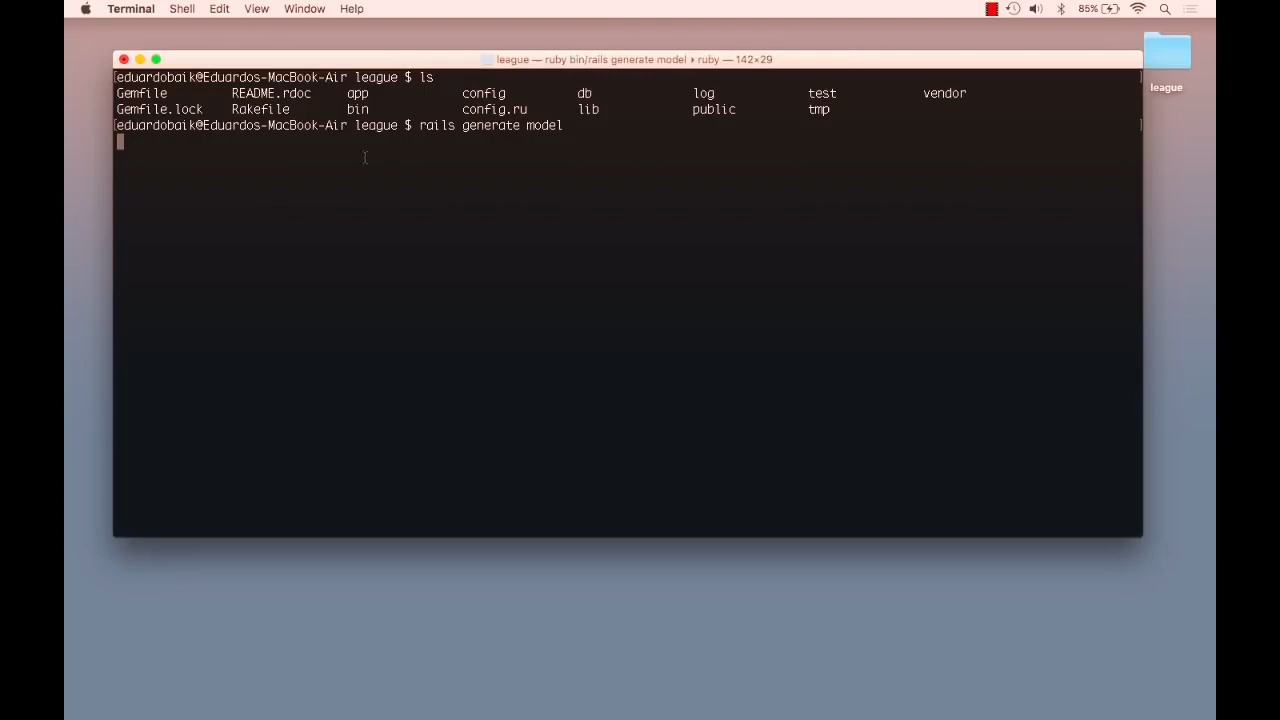 Terminal Shell Edit View Window Help 85%
league — ruby bin/rails generate model ▸ ruby — 142×29
[eduardobaik@Eduardos-MacBook-Air league $ ls ]
Gemfile README.rdoc app config db log test vendor
Gemfile.lock Rakefile bin config.ru lib public tmp
[eduardobaik@Eduardos-MacBook-Air league $ rails generate model ]
league